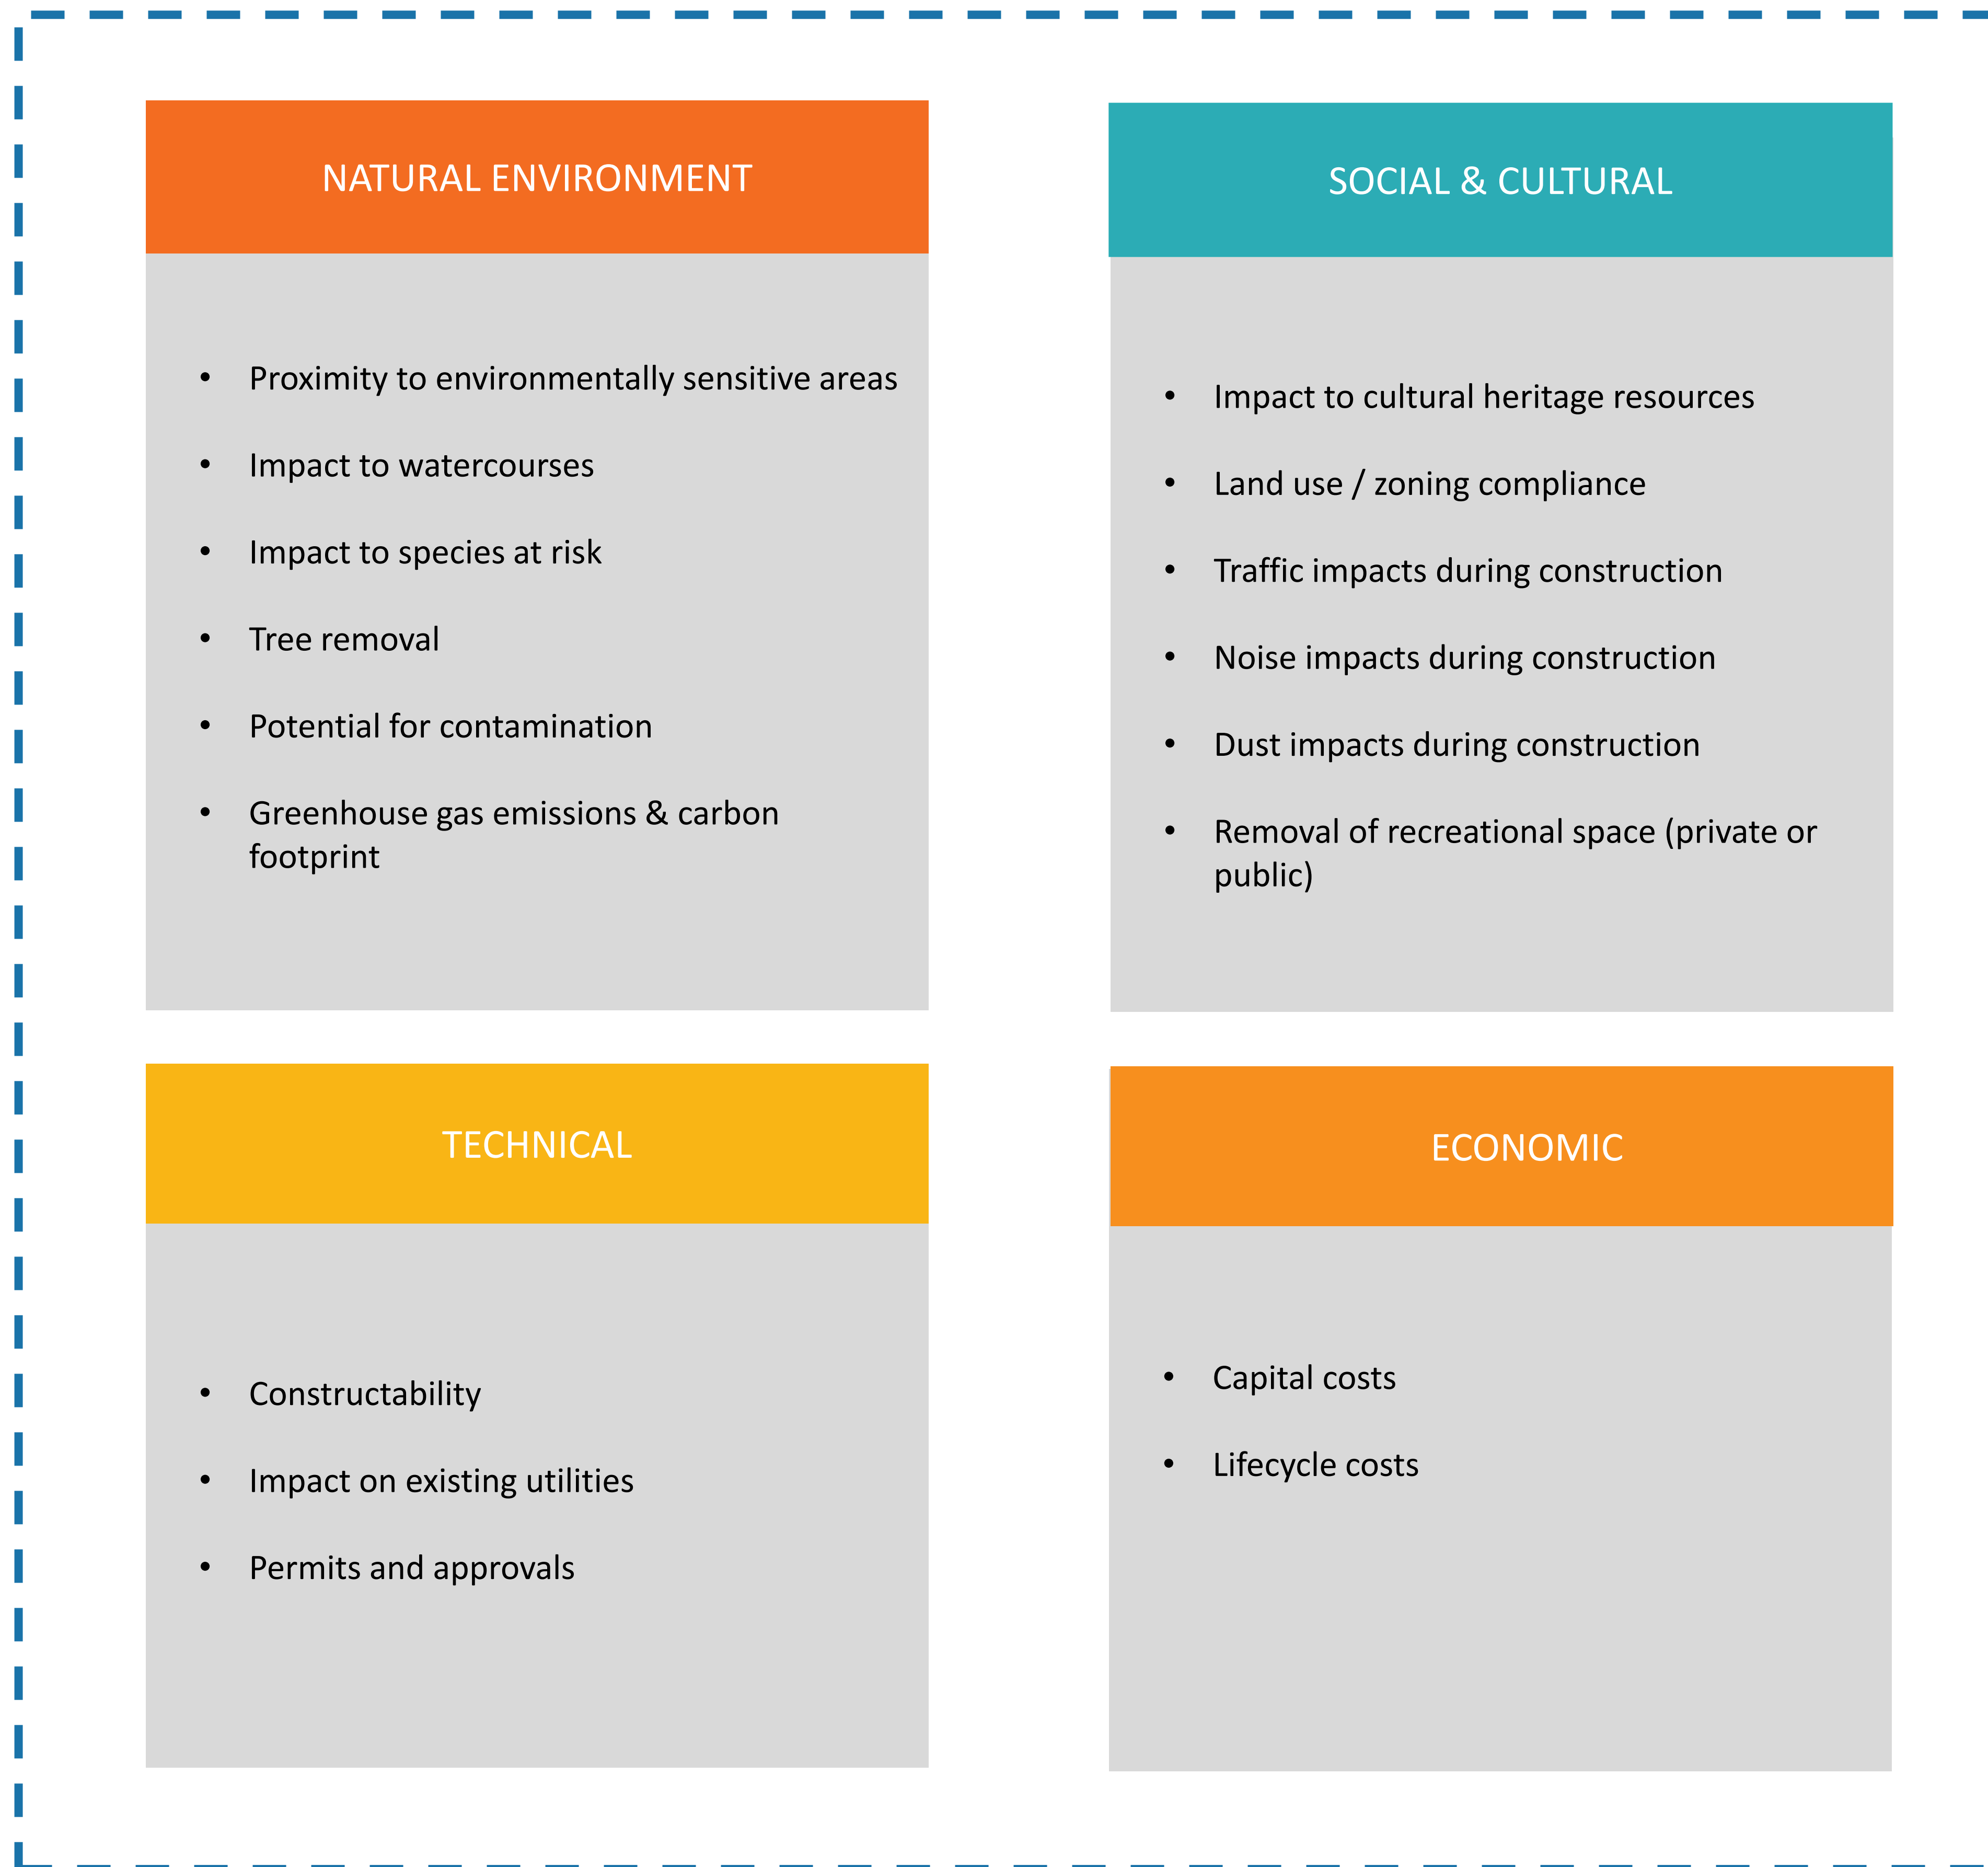 NATURAL ENVIRONMENT
• Proximity to environmentally sensitive areas
• Impact to watercourses
• Impact to species at risk
• Tree removal
• Potential for contamination
• Greenhouse gas emissions & carbon
footprint
SOCIAL & CULTURAL
• Impact to cultural heritage resources
• Land use / zoning compliance
• Traffic impacts during construction
• Noise impacts during construction
• Dust impacts during construction
• Removal of recreational space (private or
public)
TECHNICAL
• Constructability
• Impact on existing utilities
• Permits and approvals
ECONOMIC
• Capital costs
• Lifecycle costs